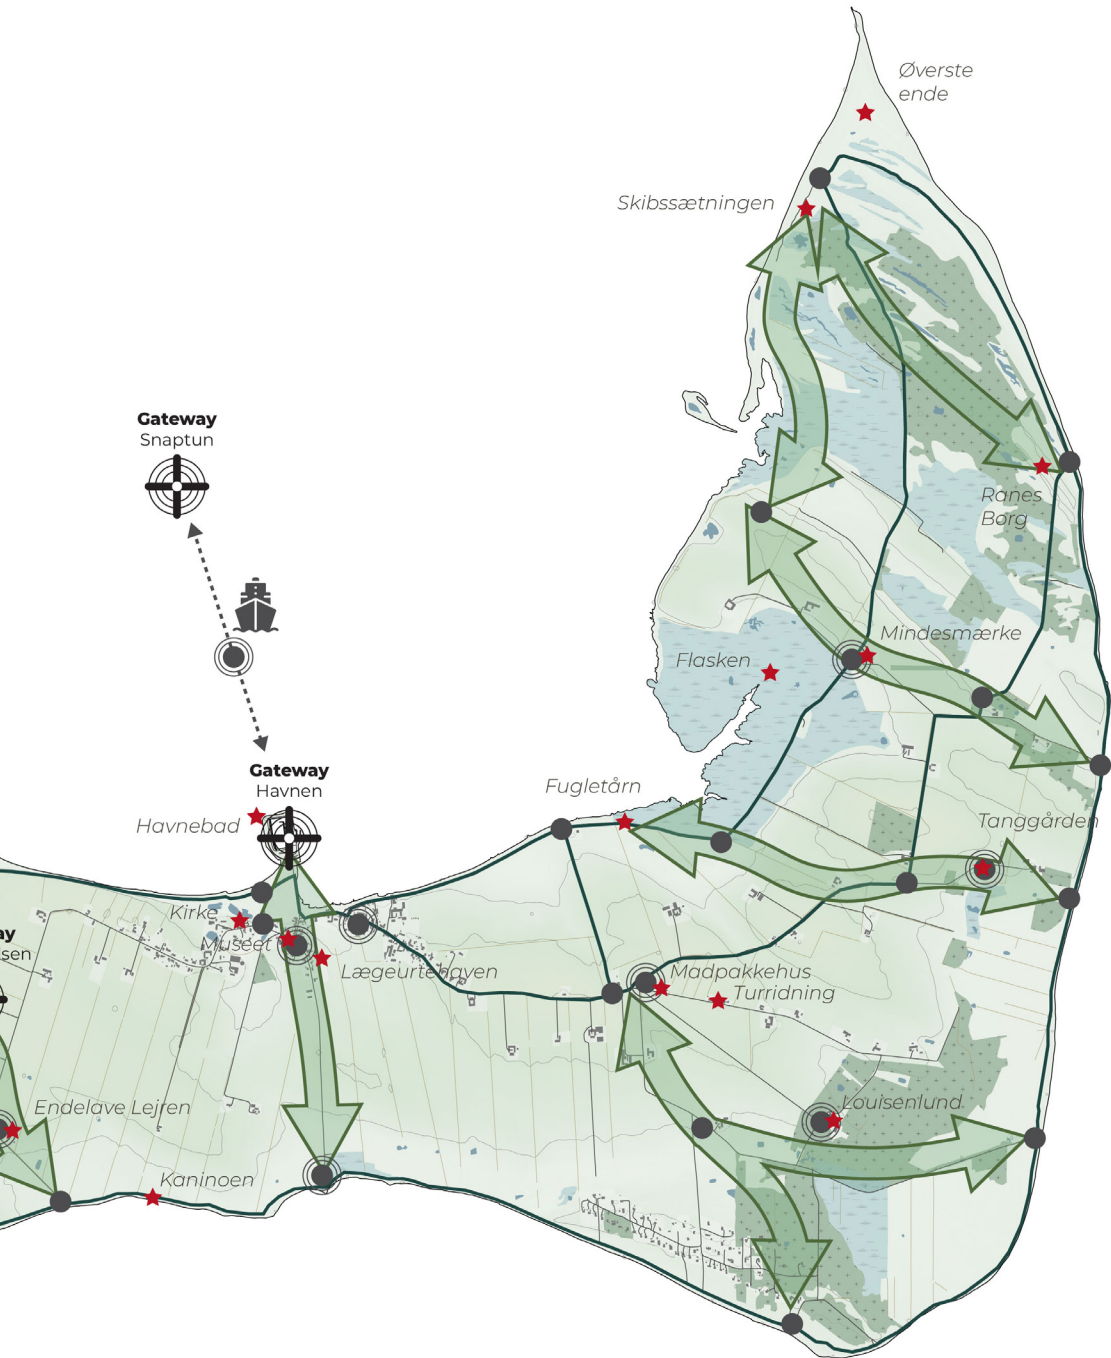 Øverste
ende
Skibssætningen
Gateway
Snaptun
Ranes
Borg
Mindesmærke
Flasken
Gateway
Havnen
Fugletårn
Havnebad
Tanggården
Kirke
Museet
Lægeurtehaven
Madpakkehus
Turridning
Endelave Lejren
Louisenlund
Kaninoen